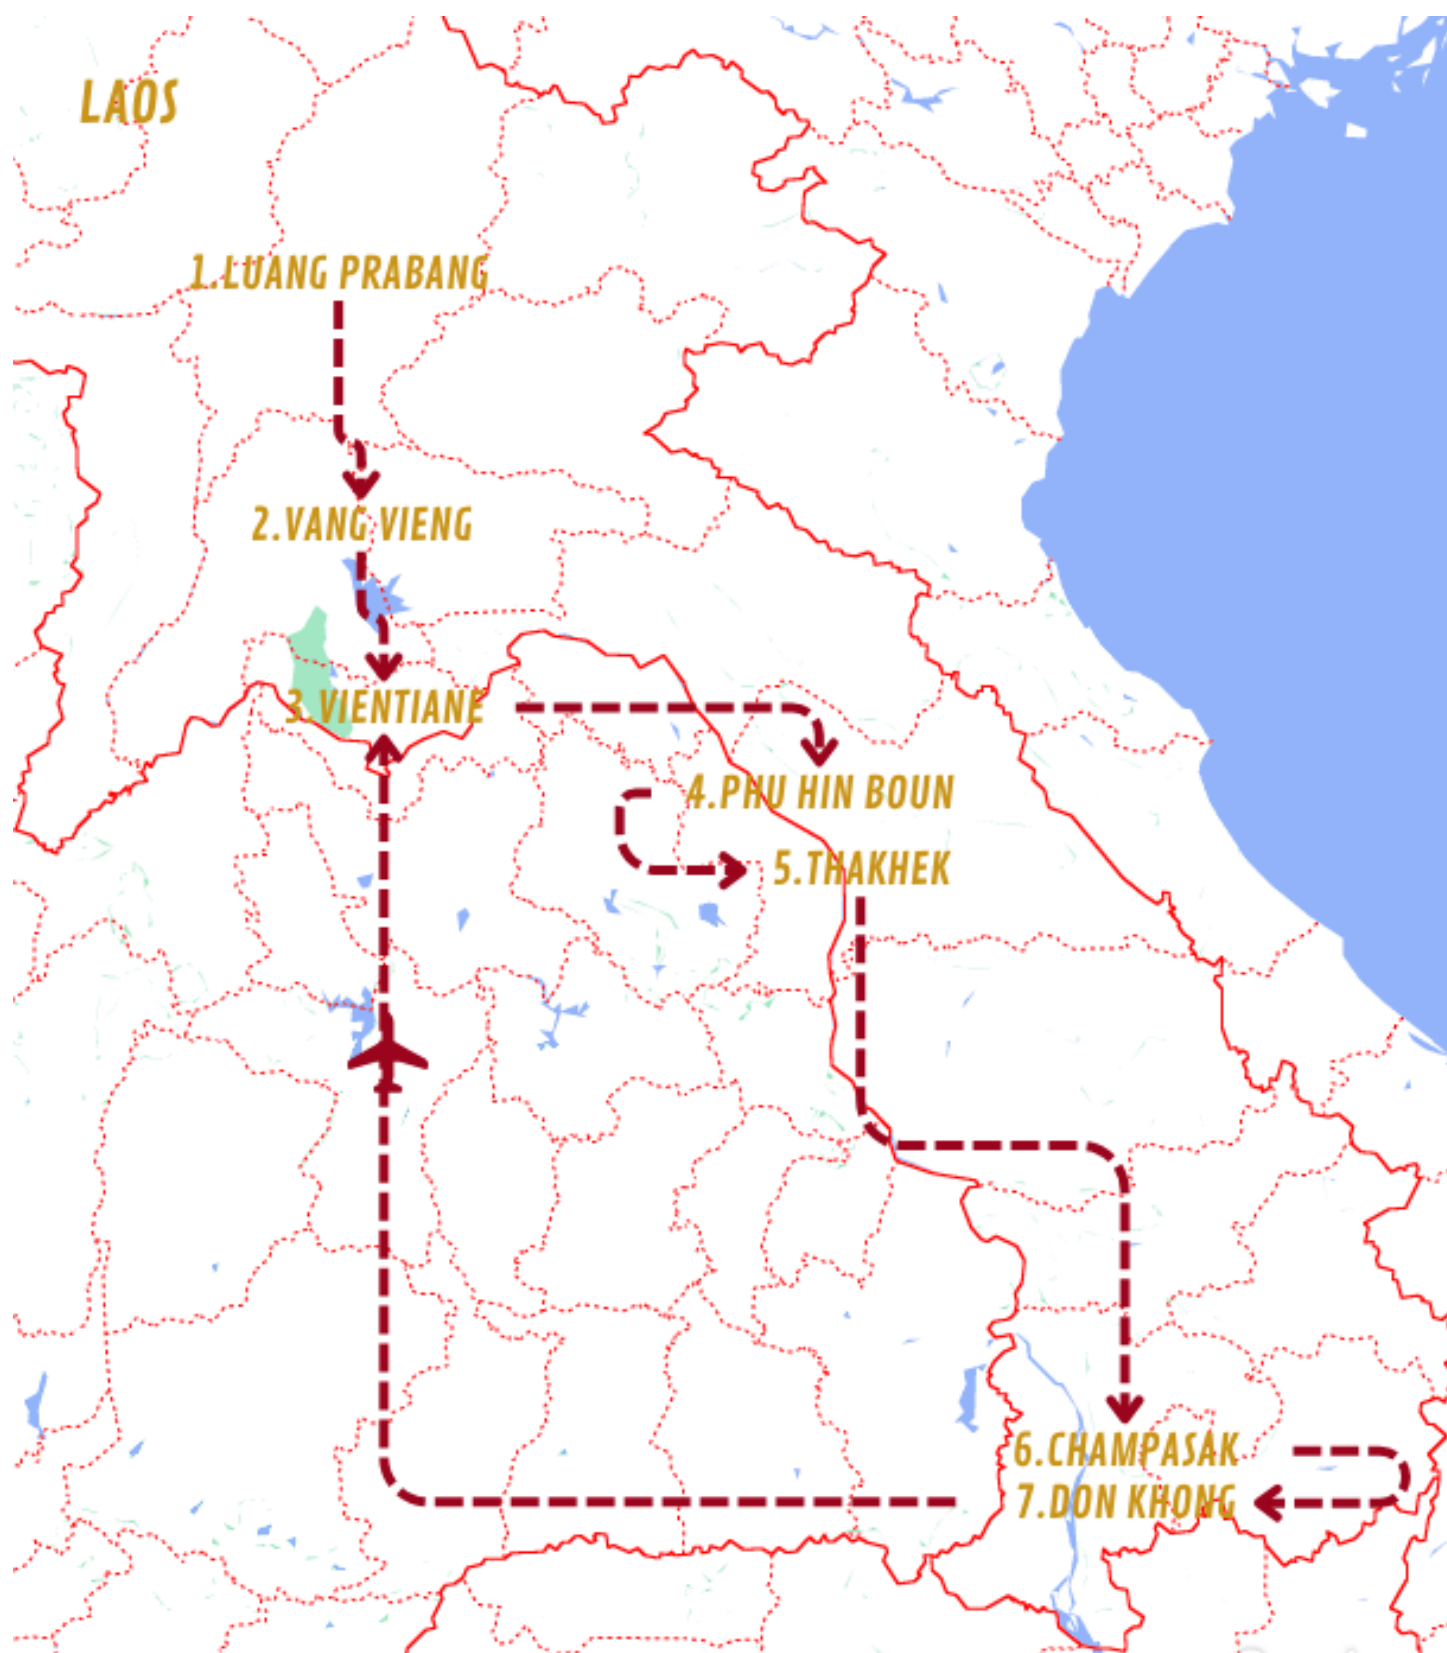 LAOS
1.LUANG PRABANG
2.VANG VIENG
3.VIENTIANE
4.PHU HIN BOUN
5.THAKHEK
6.CHAMPASAK
7.DON KHONG